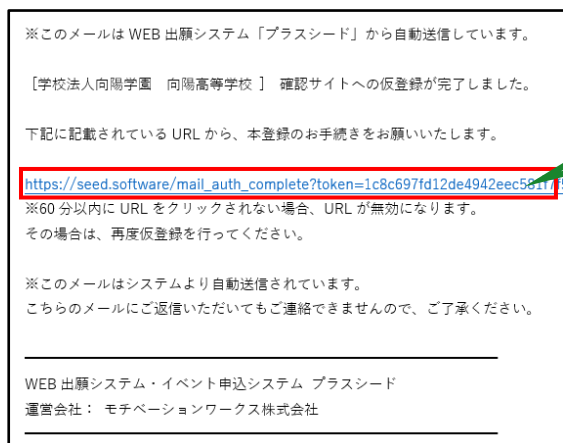 ※このメールは WEB 出願システム「プラスシード」から自動送信しています。
［学校法人向陽学園　向陽高等学校 ］　確認サイトへの仮登録が完了しました。
下記に記載されている URL から、本登録のお手続きをお願いいたします。
https://seed.software/mail_auth_complete?token=1c8c697fd12de4942eec581f7f5
※60 分以内に URL をクリックされない場合、URL が無効になります。
その場合は、再度仮登録を行ってください。
※このメールはシステムより自動送信されています。
こちらのメールにご返信いただいてもご連絡できませんので、ご了承ください。
WEB 出願システム・イベント申込システム プラスシード
運営会社： モチベーションワークス株式会社